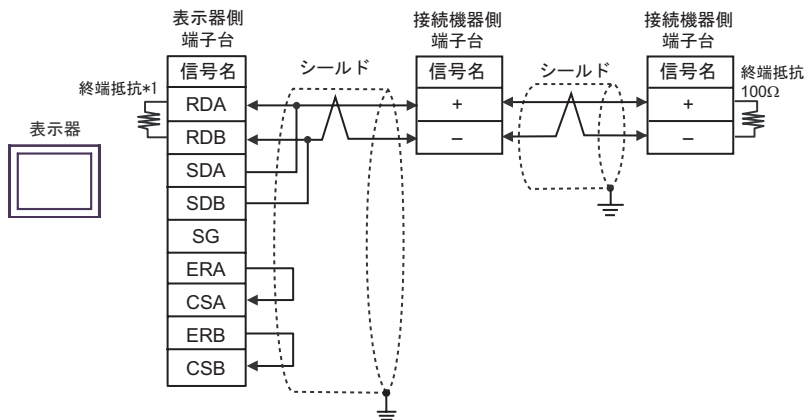 表示器側
端子台
接続機器側
端子台
接続機器側
端子台
信号名
シールド
信号名
シールド
信号名
終端抵抗
100Ω
終端抵抗*1
RDA
+
+
表示器
RDB
−
−
SDA
SDB
SG
ERA
CSA
ERB
CSB